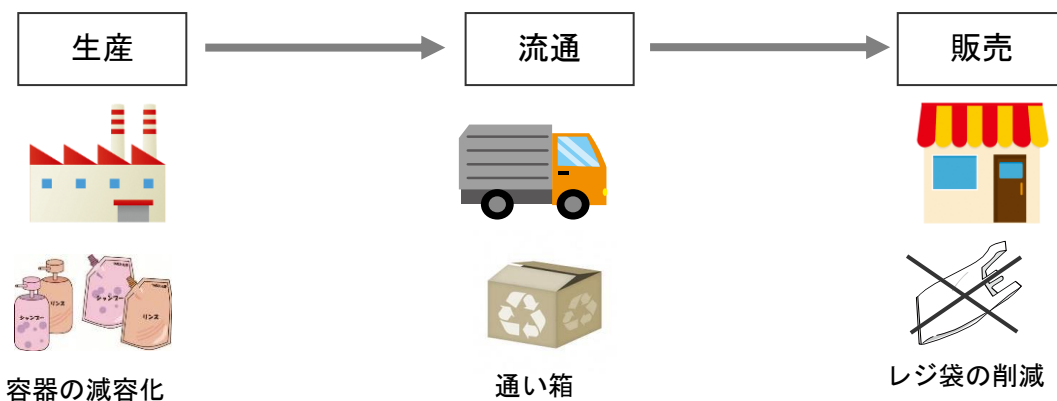 生産
流通
販売
シャンプー
リンス
シャンプー
リンス
容器の減容化
通い箱
レジ袋の削減